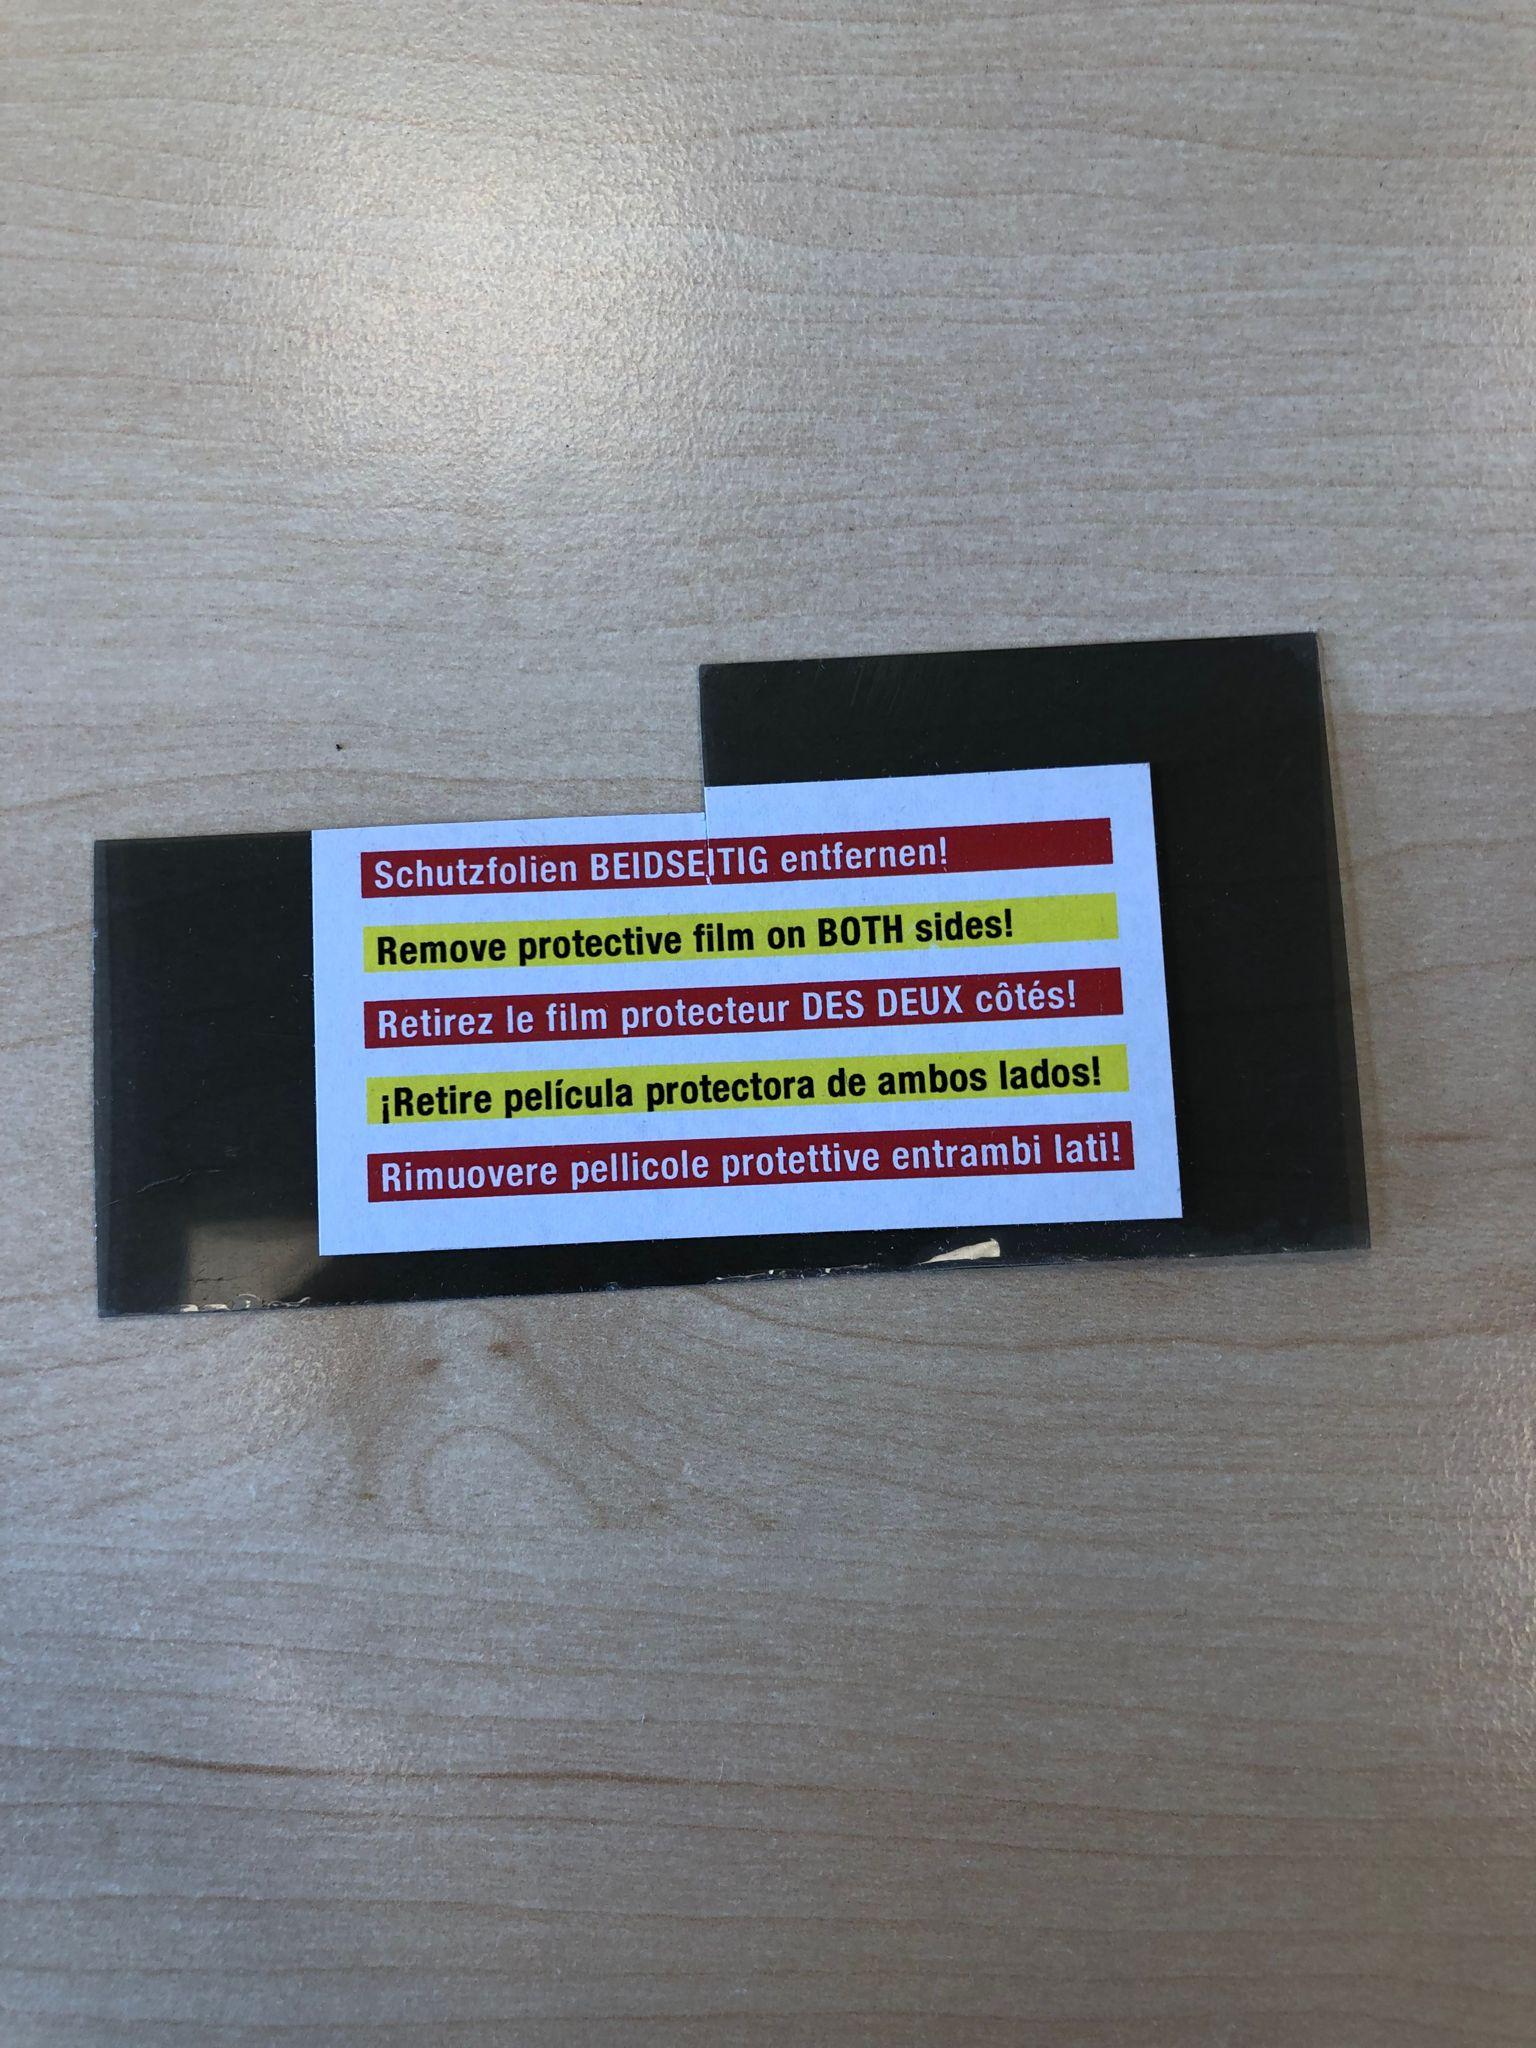 Schutzfolien BEIDSEITIG entfernen!
Remove protective film on BOTH sides!
Retirez le film protecteur DES DEUX côtés!
¡Retire película protectora de ambos lados!
Rimuovere pellicole protettive entrambi lati!